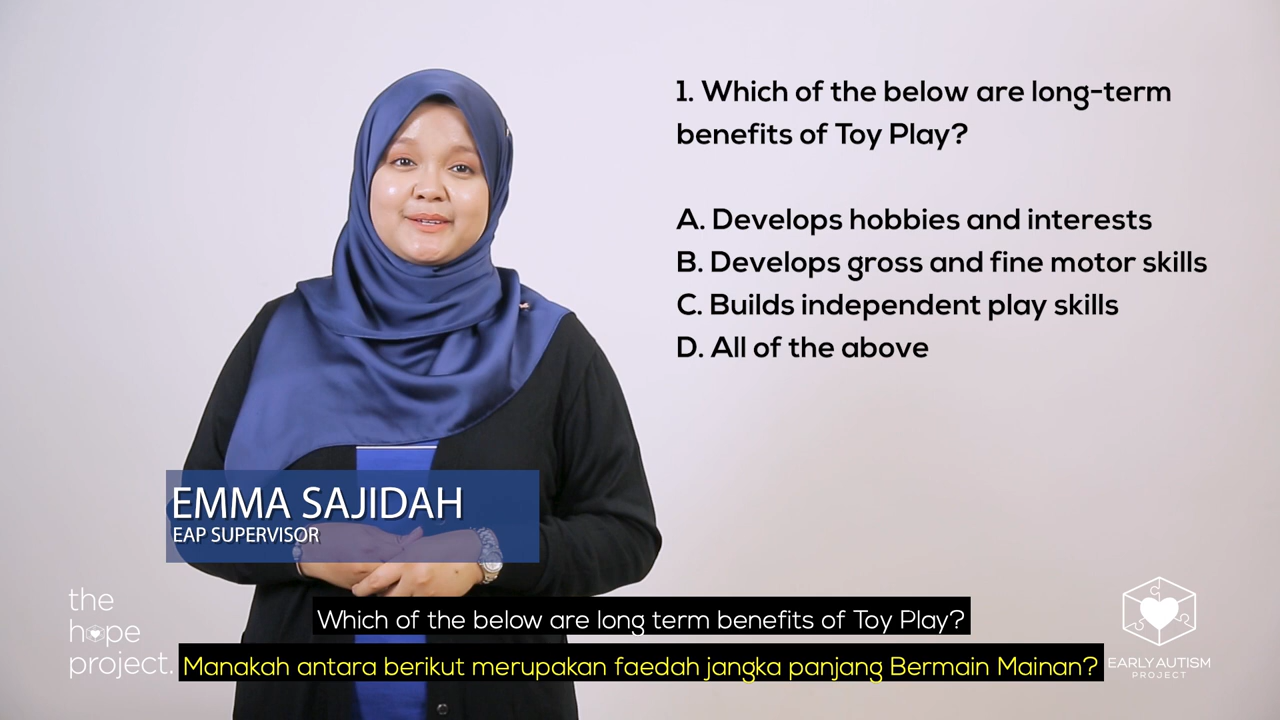 1. Which of the below are long-term
benefits of Toy Play?
A. Develops hobbies and interests
B. Develops gross and fine motor skills
C. Builds independent play skills
D. All of the above
EMMA SAJIDAH
EAP SUPERVISOR
the
hope
project.
Which of the below are long term benefits of Toy Play?
Manakah antara berikut merupakan faedah jangka panjang Bermain Mainan?
EARLY AUTISM
PROJECT